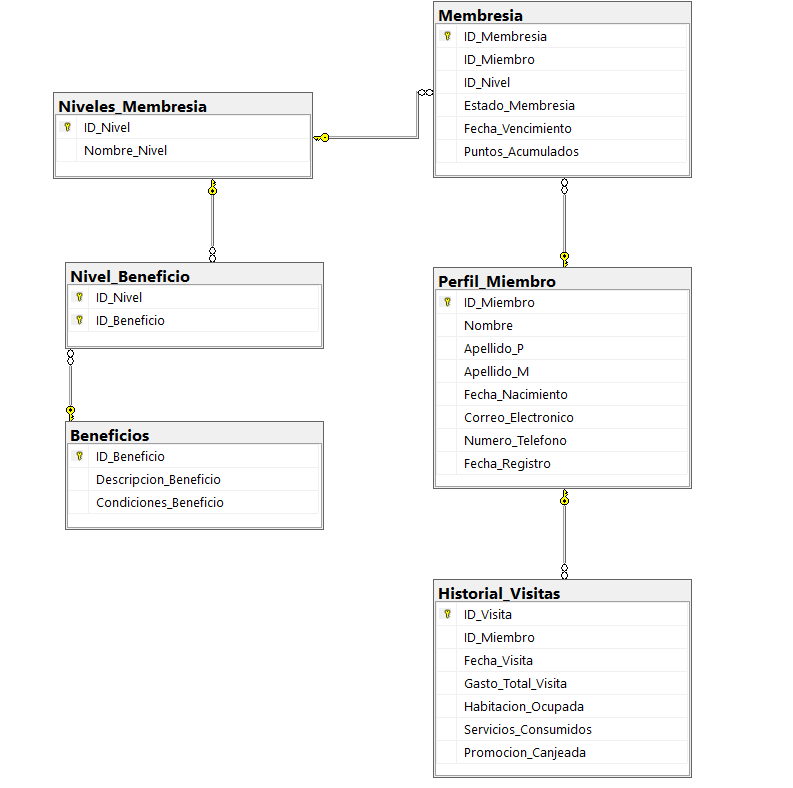 Membresia
ID_Membresia
ID_Miembro
ID_Nivel
Estado_Membresia
Fecha_Vencimiento
Puntos_Acumulados
Niveles_Membresia
ID_Nivel
Nombre_Nivel
Nivel_Beneficio
ID_Nivel
ID_Beneficio
Beneficios
ID_Beneficio
Descripcion_Beneficio
Condiciones_Beneficio
Perfil_Miembro
ID_Miembro
Nombre
Apellido_P
Apellido_M
Fecha_Nacimiento
Correo_Electronico
Numero_Telefono
Fecha_Registro
Historial_Visitas
ID_Visita
ID_Miembro
Fecha_Visita
Gasto_Total_Visita
Habitacion_Ocupada
Servicios_Consumidos
Promocion_Canjeada